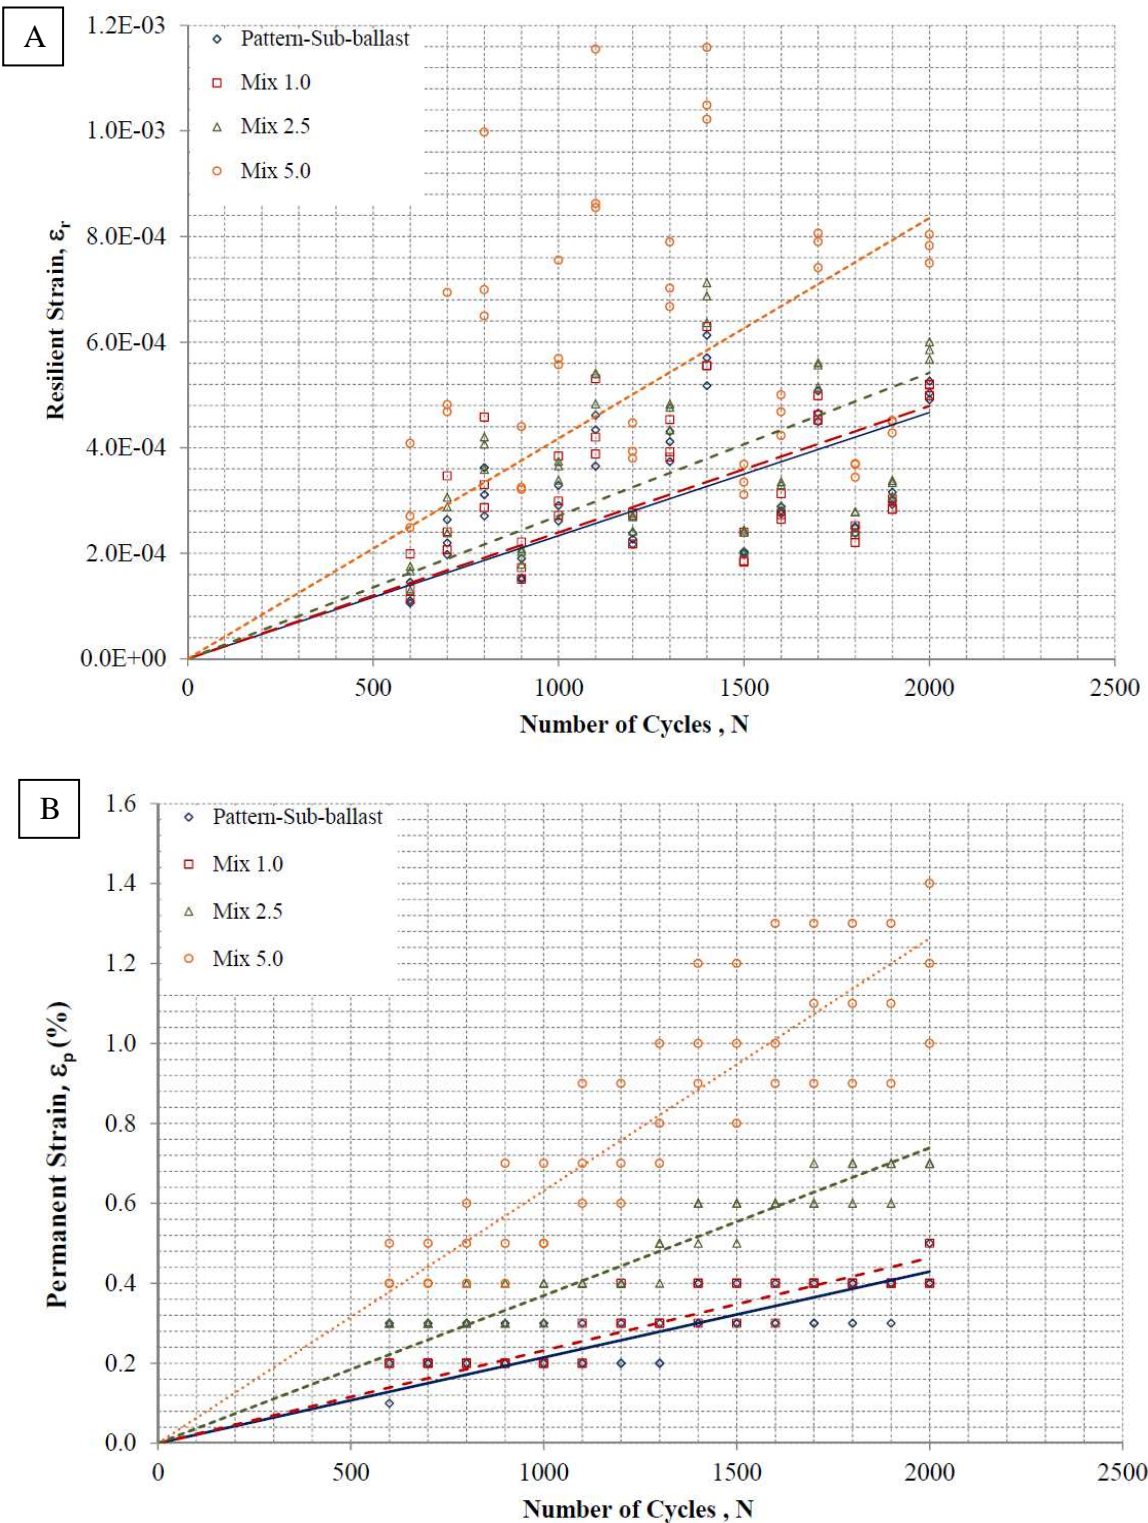 A
1.2E-03
Pattern-Sub-ballast
Mix 1.0
1.0E-03
Mix 2.5
Mix 5.0
8.0E-04
Resilient Strain, εr
6.0E-04
4.0E-04
2.0E-04
0.0E+00
0 500 1000 1500 2000 2500
Number of Cycles , N
B
1.6
Pattern-Sub-ballast
Mix 1.0
1.4
Mix 2.5
1.2
Mix 5.0
1.0
Permanent Strain, εp (%)
0.8
0.6
0.4
0.2
0.0
0 500 1000 1500 2000 2500
Number of Cycles , N